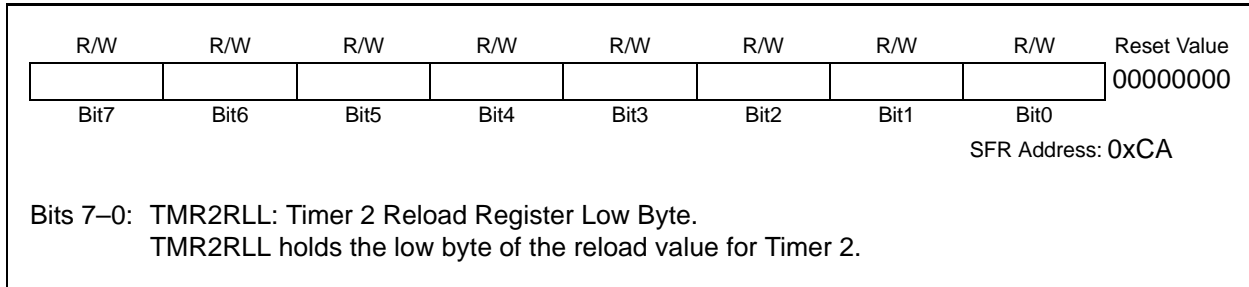 R/W R/W R/W R/W R/W R/W R/W R/W Reset Value
00000000
Bit7 Bit6 Bit5 Bit4 Bit3 Bit2 Bit1 Bit0
SFR Address: 0xCA
Bits 7–0: TMR2RLL: Timer 2 Reload Register Low Byte.
TMR2RLL holds the low byte of the reload value for Timer 2.